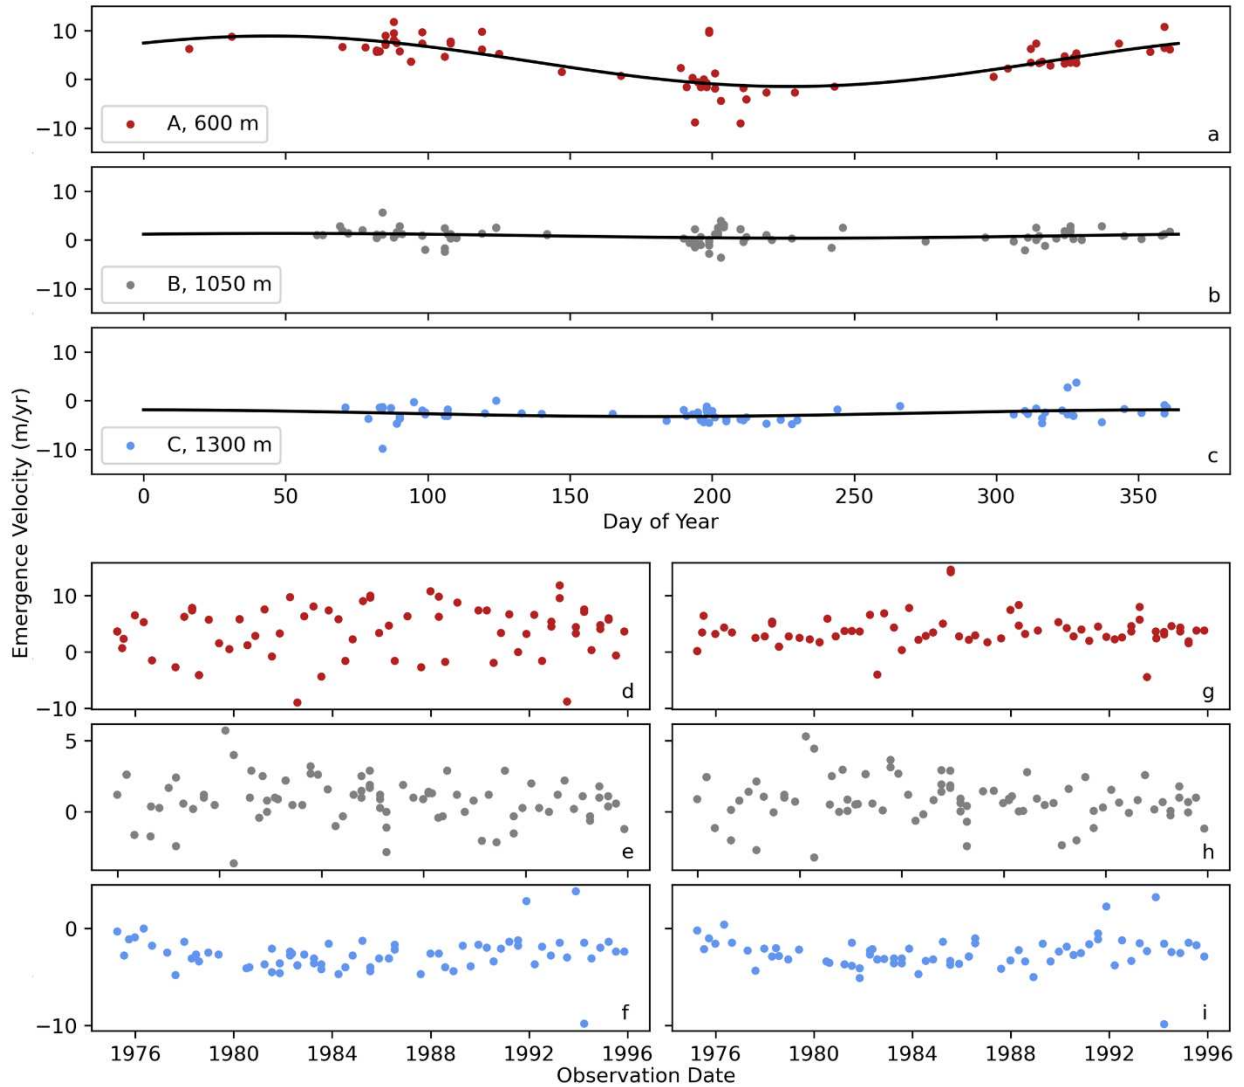 10
0
−10
A, 600 m
a
10
0
−10
B, 1050 m
b
10
0
−10
C, 1300 m
c
0 50 100 150 200 250 300 350
Day of Year
Emergence Velocity (m/yr)
10
0
−10
d
g
5
0
e
h
0
−10
f
i
1976 1980 1984 1988 1992 1996
1976 1980 1984 1988 1992 1996
Observation Date